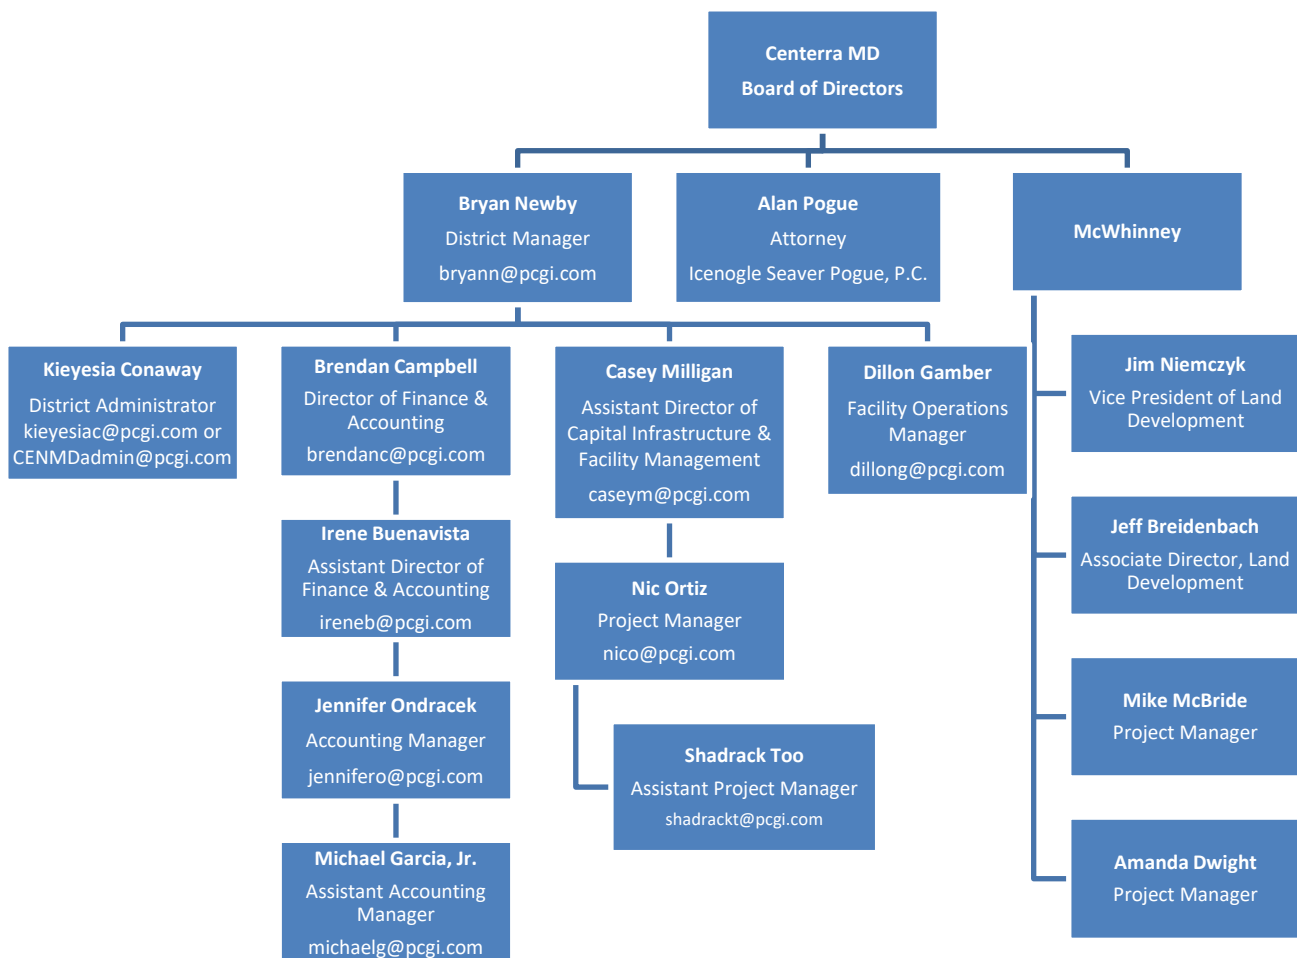 Centerra MD
Board of Directors
Bryan Newby
District Manager
bryann@pcgi.com
Alan Pogue
Attorney
Icenogle Seaver Pogue, P.C.
McWhinney
Kieyesia Conaway
District Administrator
kieyesiac@pcgi.com or
CENMDadmin@pcgi.com
Brendan Campbell
Director of Finance &
Accounting
brendanc@pcgi.com
Casey Milligan
Assistant Director of
Capital Infrastructure &
Facility Management
caseym@pcgi.com
Dillon Gamber
Facility Operations
Manager
dillong@pcgi.com
Jim Niemczyk
Vice President of Land
Development
Irene Buenavista
Assistant Director of
Finance & Accounting
ireneb@pcgi.com
Nic Ortiz
Project Manager
nico@pcgi.com
Jeff Breidenbach
Associate Director, Land
Development
Jennifer Ondracek
Accounting Manager
jennifero@pcgi.com
Shadrack Too
Assistant Project Manager
shadrackt@pcgi.com
Mike McBride
Project Manager
Michael Garcia, Jr.
Assistant Accounting
Manager
michaelg@pcgi.com
Amanda Dwight
Project Manager